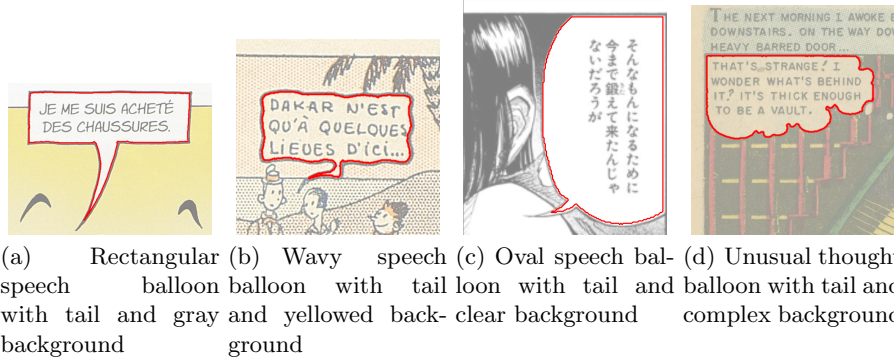 JE ME SUIS ACHETÉ
DES CHAUSSURES.
DAKAR N'EST
QU'À QUELQUES
LIEUES D'ICI...
そんなもんになるために
今まで鍛えて来たんじゃ
ないだろうが
THE NEXT MORNING I AWOKE
DOWNSTAIRS. ON THE WAY
HEAVY BARRED DOOR...
THAT'S STRANGE! I
WONDER WHAT'S BEHIND
IT? IT'S THICK ENOUGH
TO BE A VAULT.
(a) Rectangular
speech balloon
with tail and gray
background
(b) Wavy speech
balloon with tail
and yellowed back-
ground
(c) Oval speech bal-
loon with tail and
clear background
(d) Unusual thought
balloon with tail and
complex background